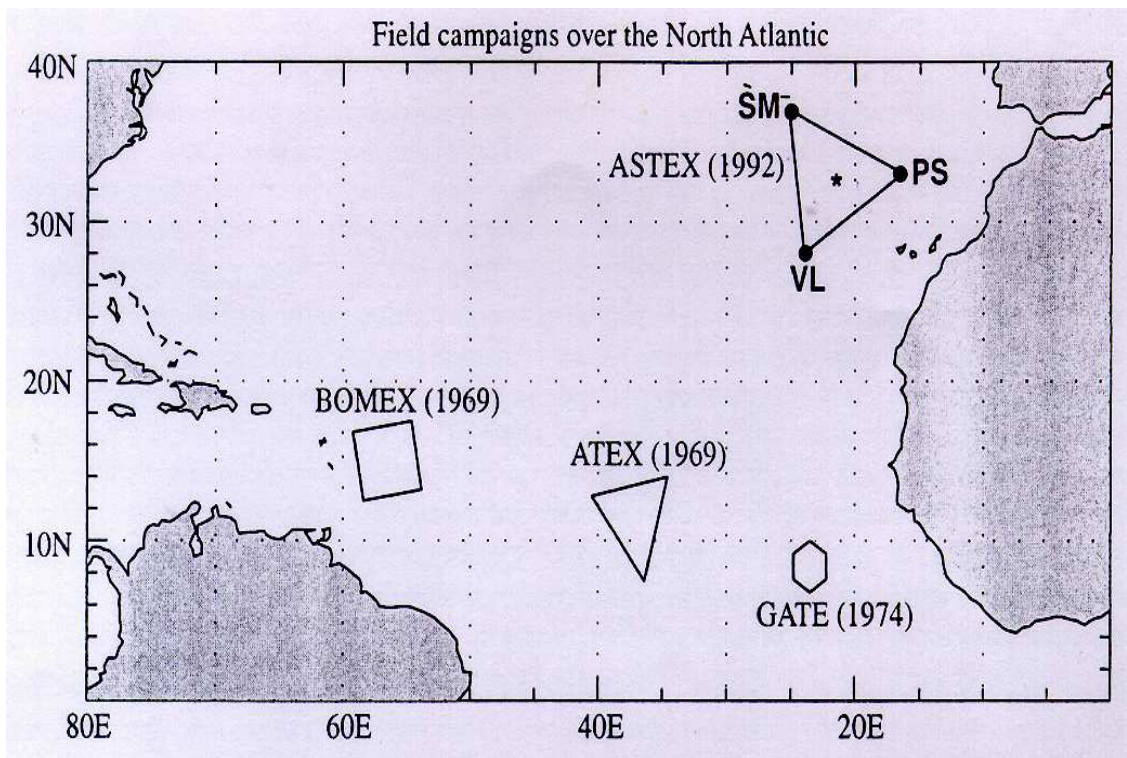 Field campaigns over the North Atlantic
40N
ṠM
ASTEX (1992)
* PS
30N
VL
20N
BOMEX (1969)
ATEX (1969)
10N
GATE (1974)
80E 60E 40E 20E